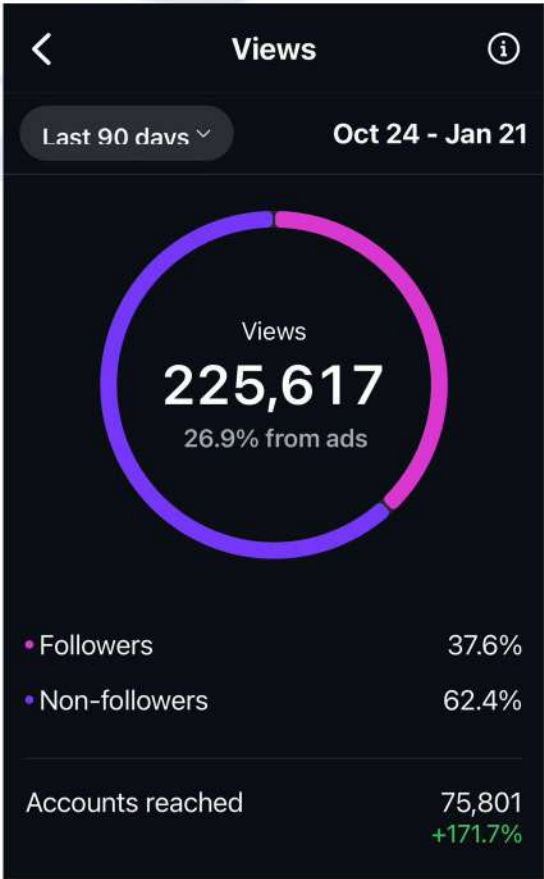 Views
Last 90 days
Oct 24 - Jan 21
Views
225,617
26.9% from ads
Followers 37.6%
Non-followers 62.4%
Accounts reached 75,801
+171.7%